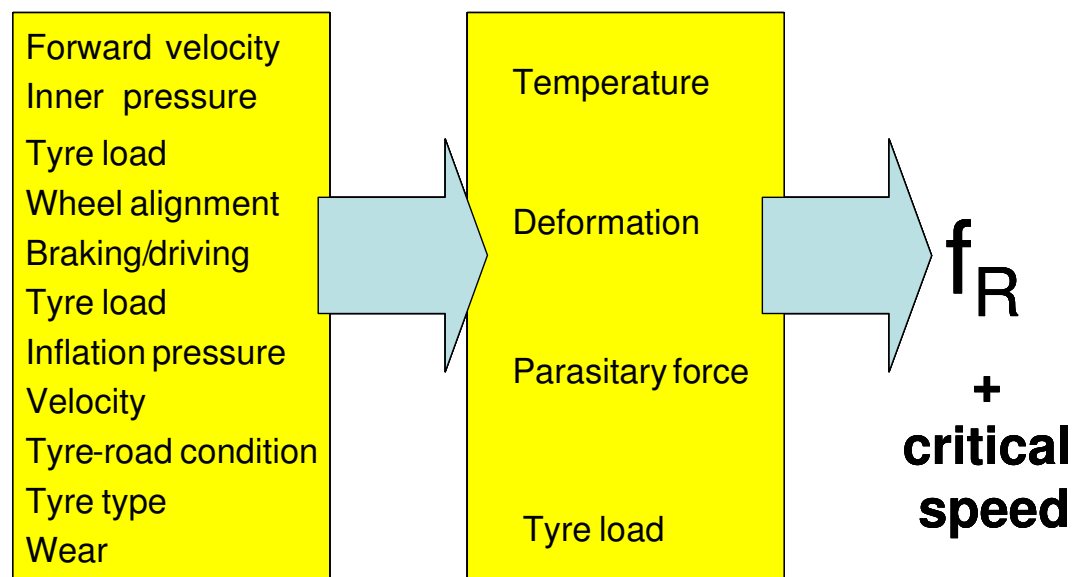 Forward velocity
Inner pressure
Tyre load
Wheel alignment
Braking/driving
Tyre load
Inflation pressure
Velocity
Tyre-road condition
Tyre type
Wear
Temperature
Deformation
Parasitary force
Tyre load
fR
+
critical
speed